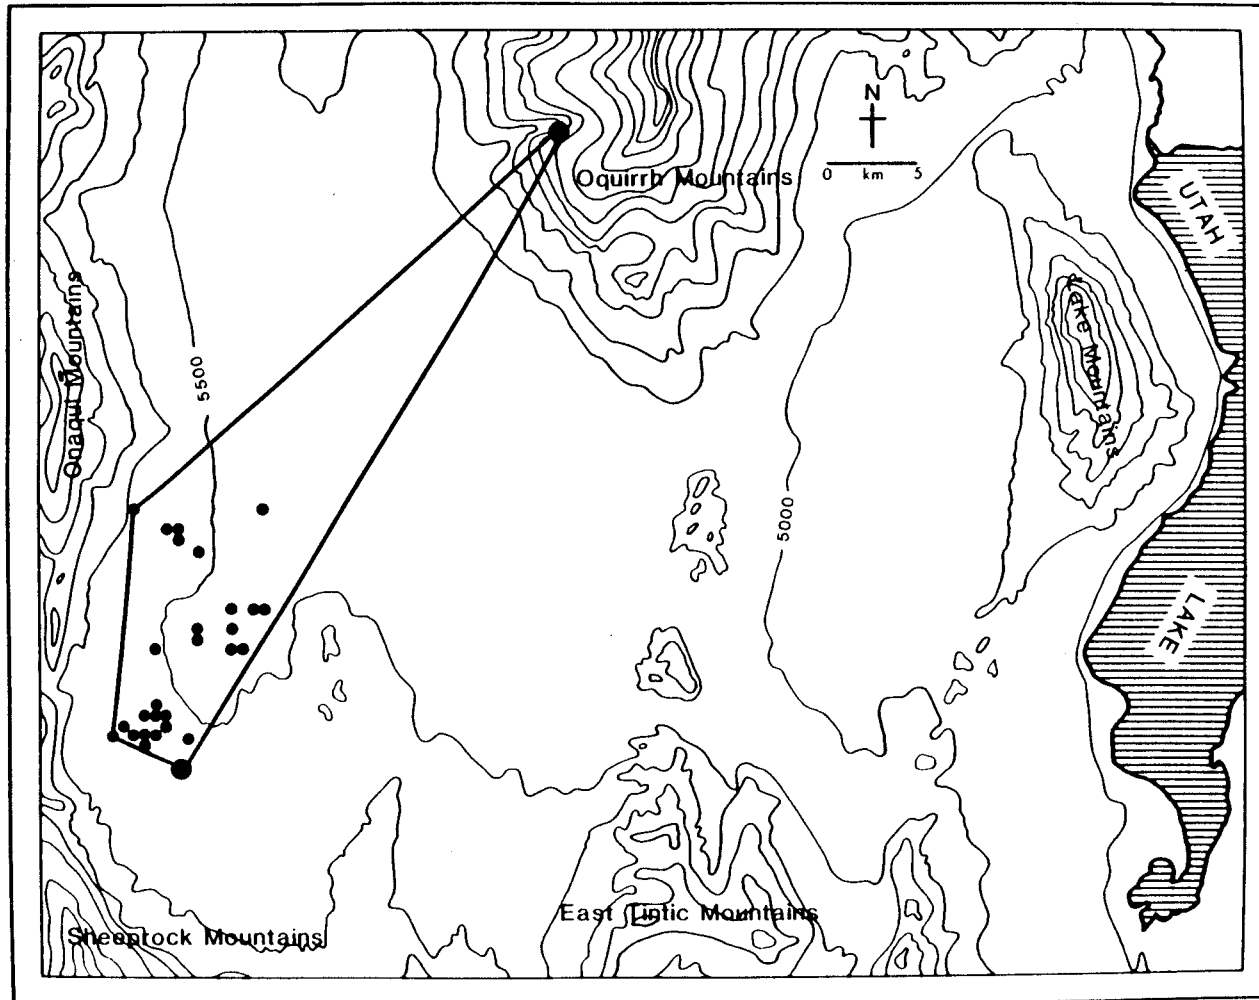 N
0 km 5
Oquirrh Mountains
UTAH
Onaqui Mountains
Lake Mountains
5500
5000
LAKE
East Tintic Mountains
Sheeprock Mountains